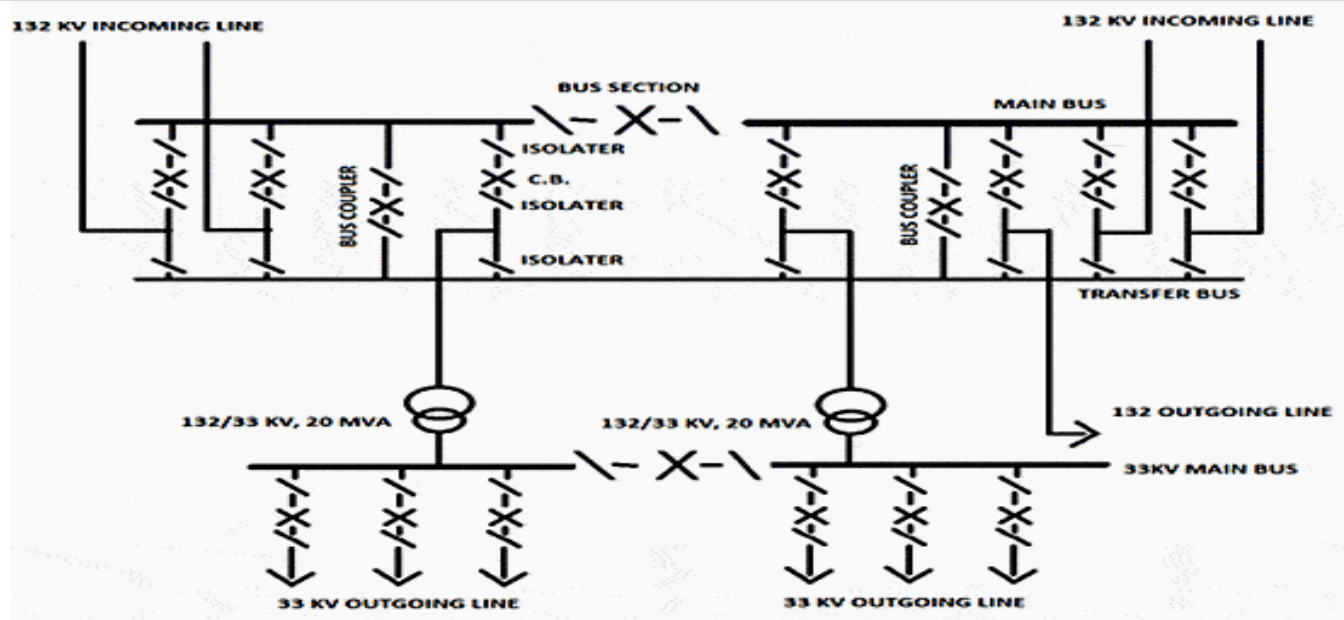 132 KV INCOMING LINE
132 KV INCOMING LINE
BUS SECTION
MAIN BUS
ISOLATER
C.B.
ISOLATER
BUS COUPLER
BUS COUPLER
ISOLATER
TRANSFER BUS
132/33 KV, 20 MVA
132/33 KV, 20 MVA
132 OUTGOING LINE
33KV MAIN BUS
33 KV OUTGOING LINE
33 KV OUTGOING LINE